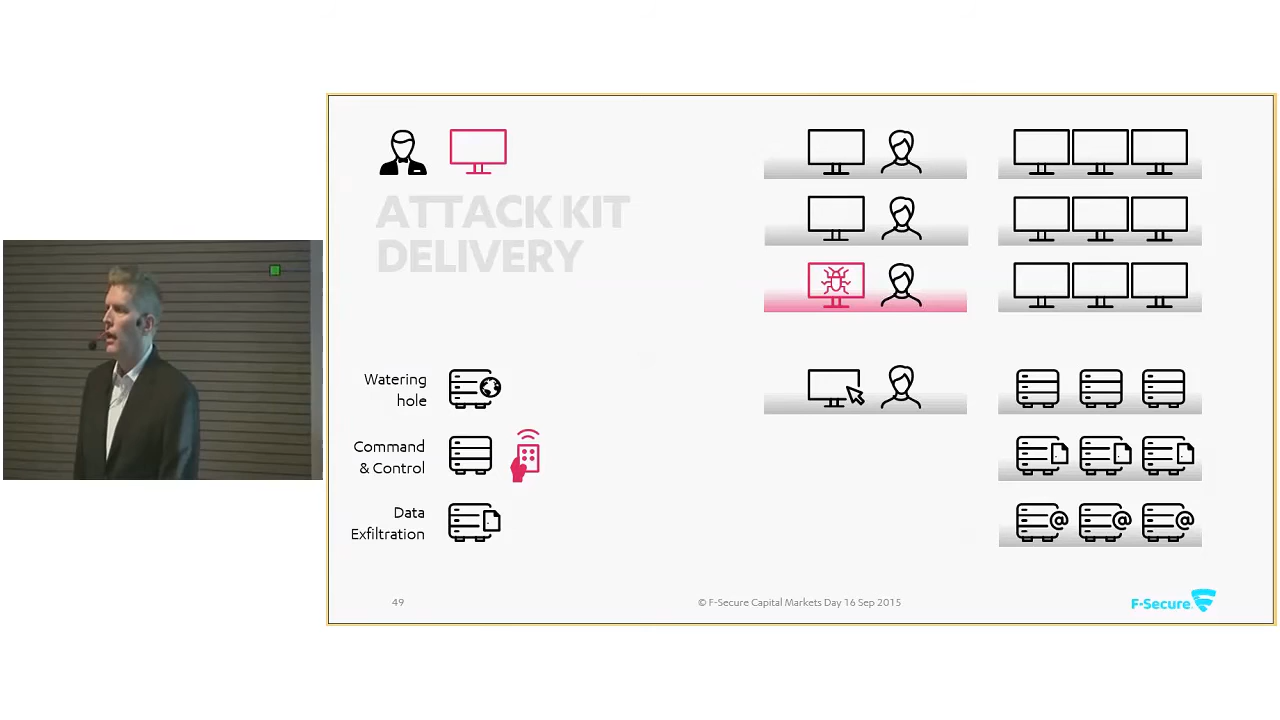 ATTACK KIT
DELIVERY
Watering
hole
Command
& Control
Data
Exfiltration
@ @ @
49
© F-Secure Capital Markets Day 16 Sep 2015
F-Secure.